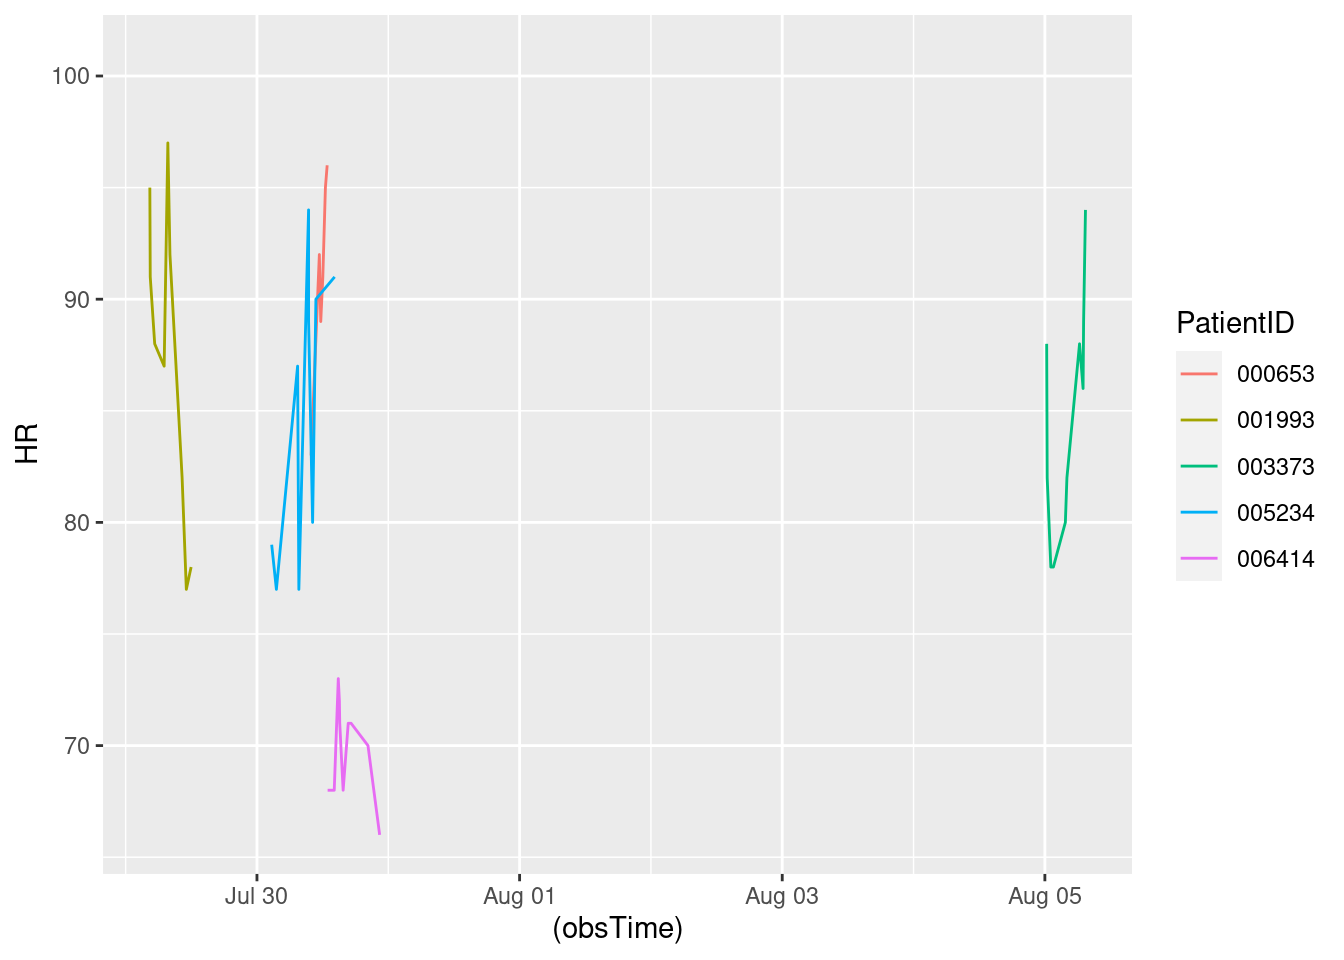 100
90
80
70
HR
Jul 30
Aug 01
Aug 03
Aug 05
(obsTime)
PatientID
000653
001993
003373
005234
006414